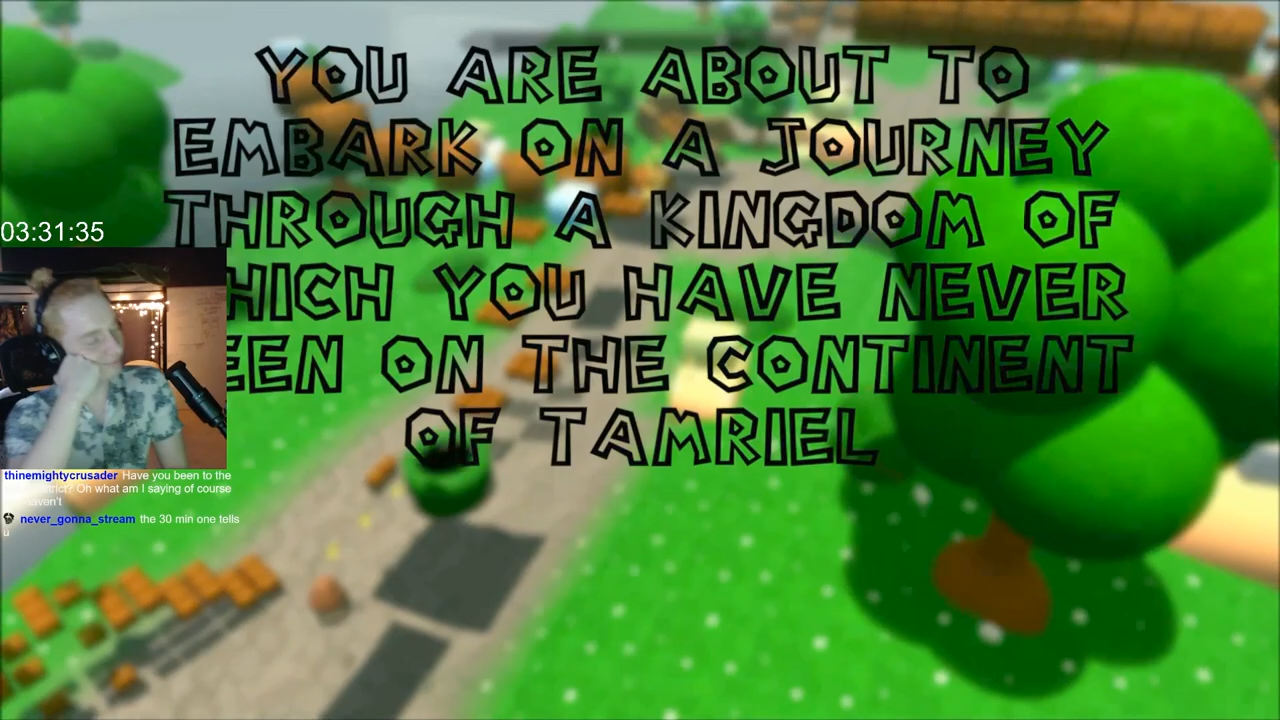 YOU ARE ABOUT TO
EMBARK ON A JOURNEY
THROUGH A KINGDOM OF
HICH YOU HAVE NEVER
EEN ON THE CONTINENT
OF TAMRIEL
03:31:35
thinemightycrusader Have you been to the
trict? Oh what am I saying of course
aven't
never_gonna_stream the 30 min one tells
u